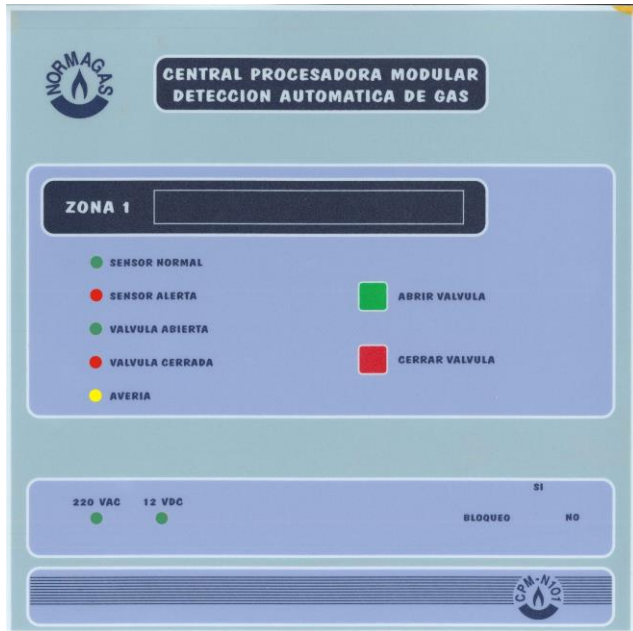 NORMAGAS
CENTRAL PROCESADORA MODULAR
DETECCION AUTOMATICA DE GAS
ZONA 1
SENSOR NORMAL
SENSOR ALERTA
ABRIR VALVULA
VALVULA ABIERTA
VALVULA CERRADA
CERRAR VALVULA
AVERIA
220 VAC 12 VDC
SI
BLOQUEO NO
CPM-N101